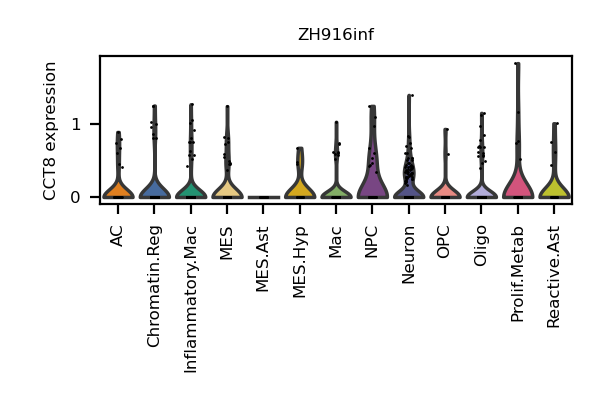 ZH916inf
CCT8 expression
1
0
AC
Chromatin.Reg
Inflammatory.Mac
MES
MES.Ast
MES.Hyp
Mac
NPC
Neuron
OPC
Oligo
Prolif.Metab
Reactive.Ast